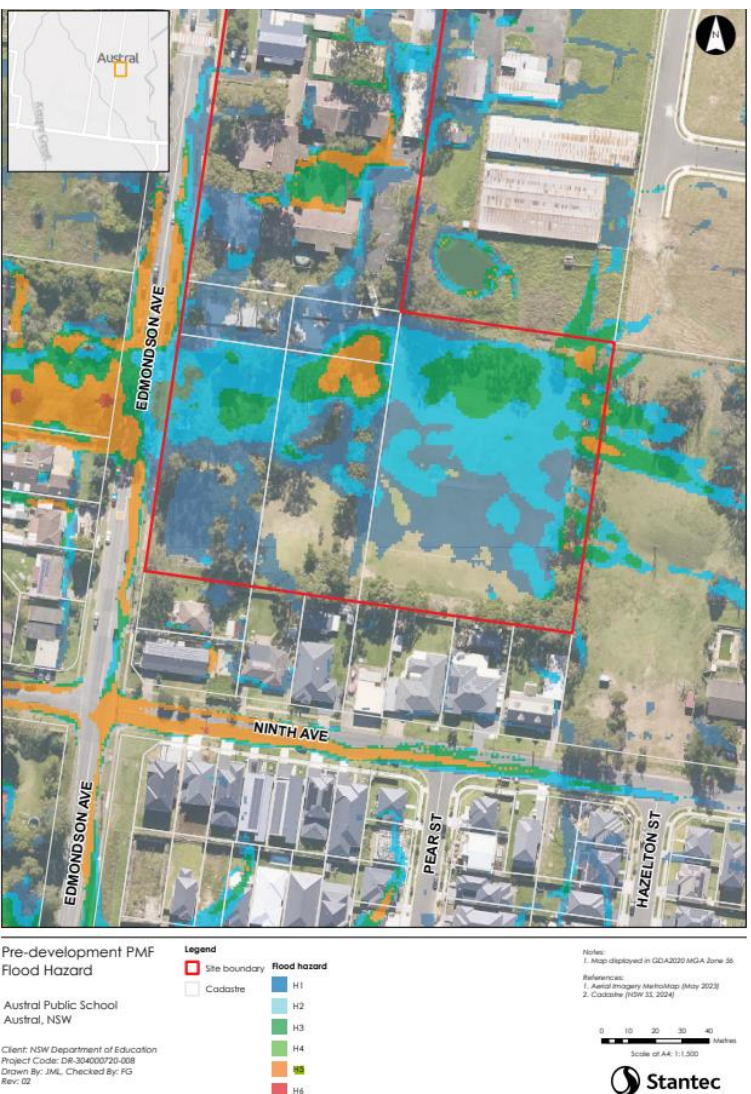 N
Austral
Kemps Creek
EDMONDSON AVE
NINTH AVE
EDMONDSON AVE
PEAR ST
HAZELTON ST
Pre-development PMF
Flood Hazard
Austral Public School
Austral, NSW
Client: NSW Department of Education
Project Code: DR-304000720-008
Drawn By: JML, Checked By: FG
Rev: 02
Legend
Site boundary
Cadastre
Flood hazard
H1
H2
H3
H4
H5
H6
Notes:
1. Map displayed in GDA2020 MGA Zone 56
References:
1. Aerial Imagery MetroMap (May 2023)
2. Cadastre (NSW SS, 2024)
0 10 20 30 40
Metres
Scale at A4: 1:1,500
Stantec